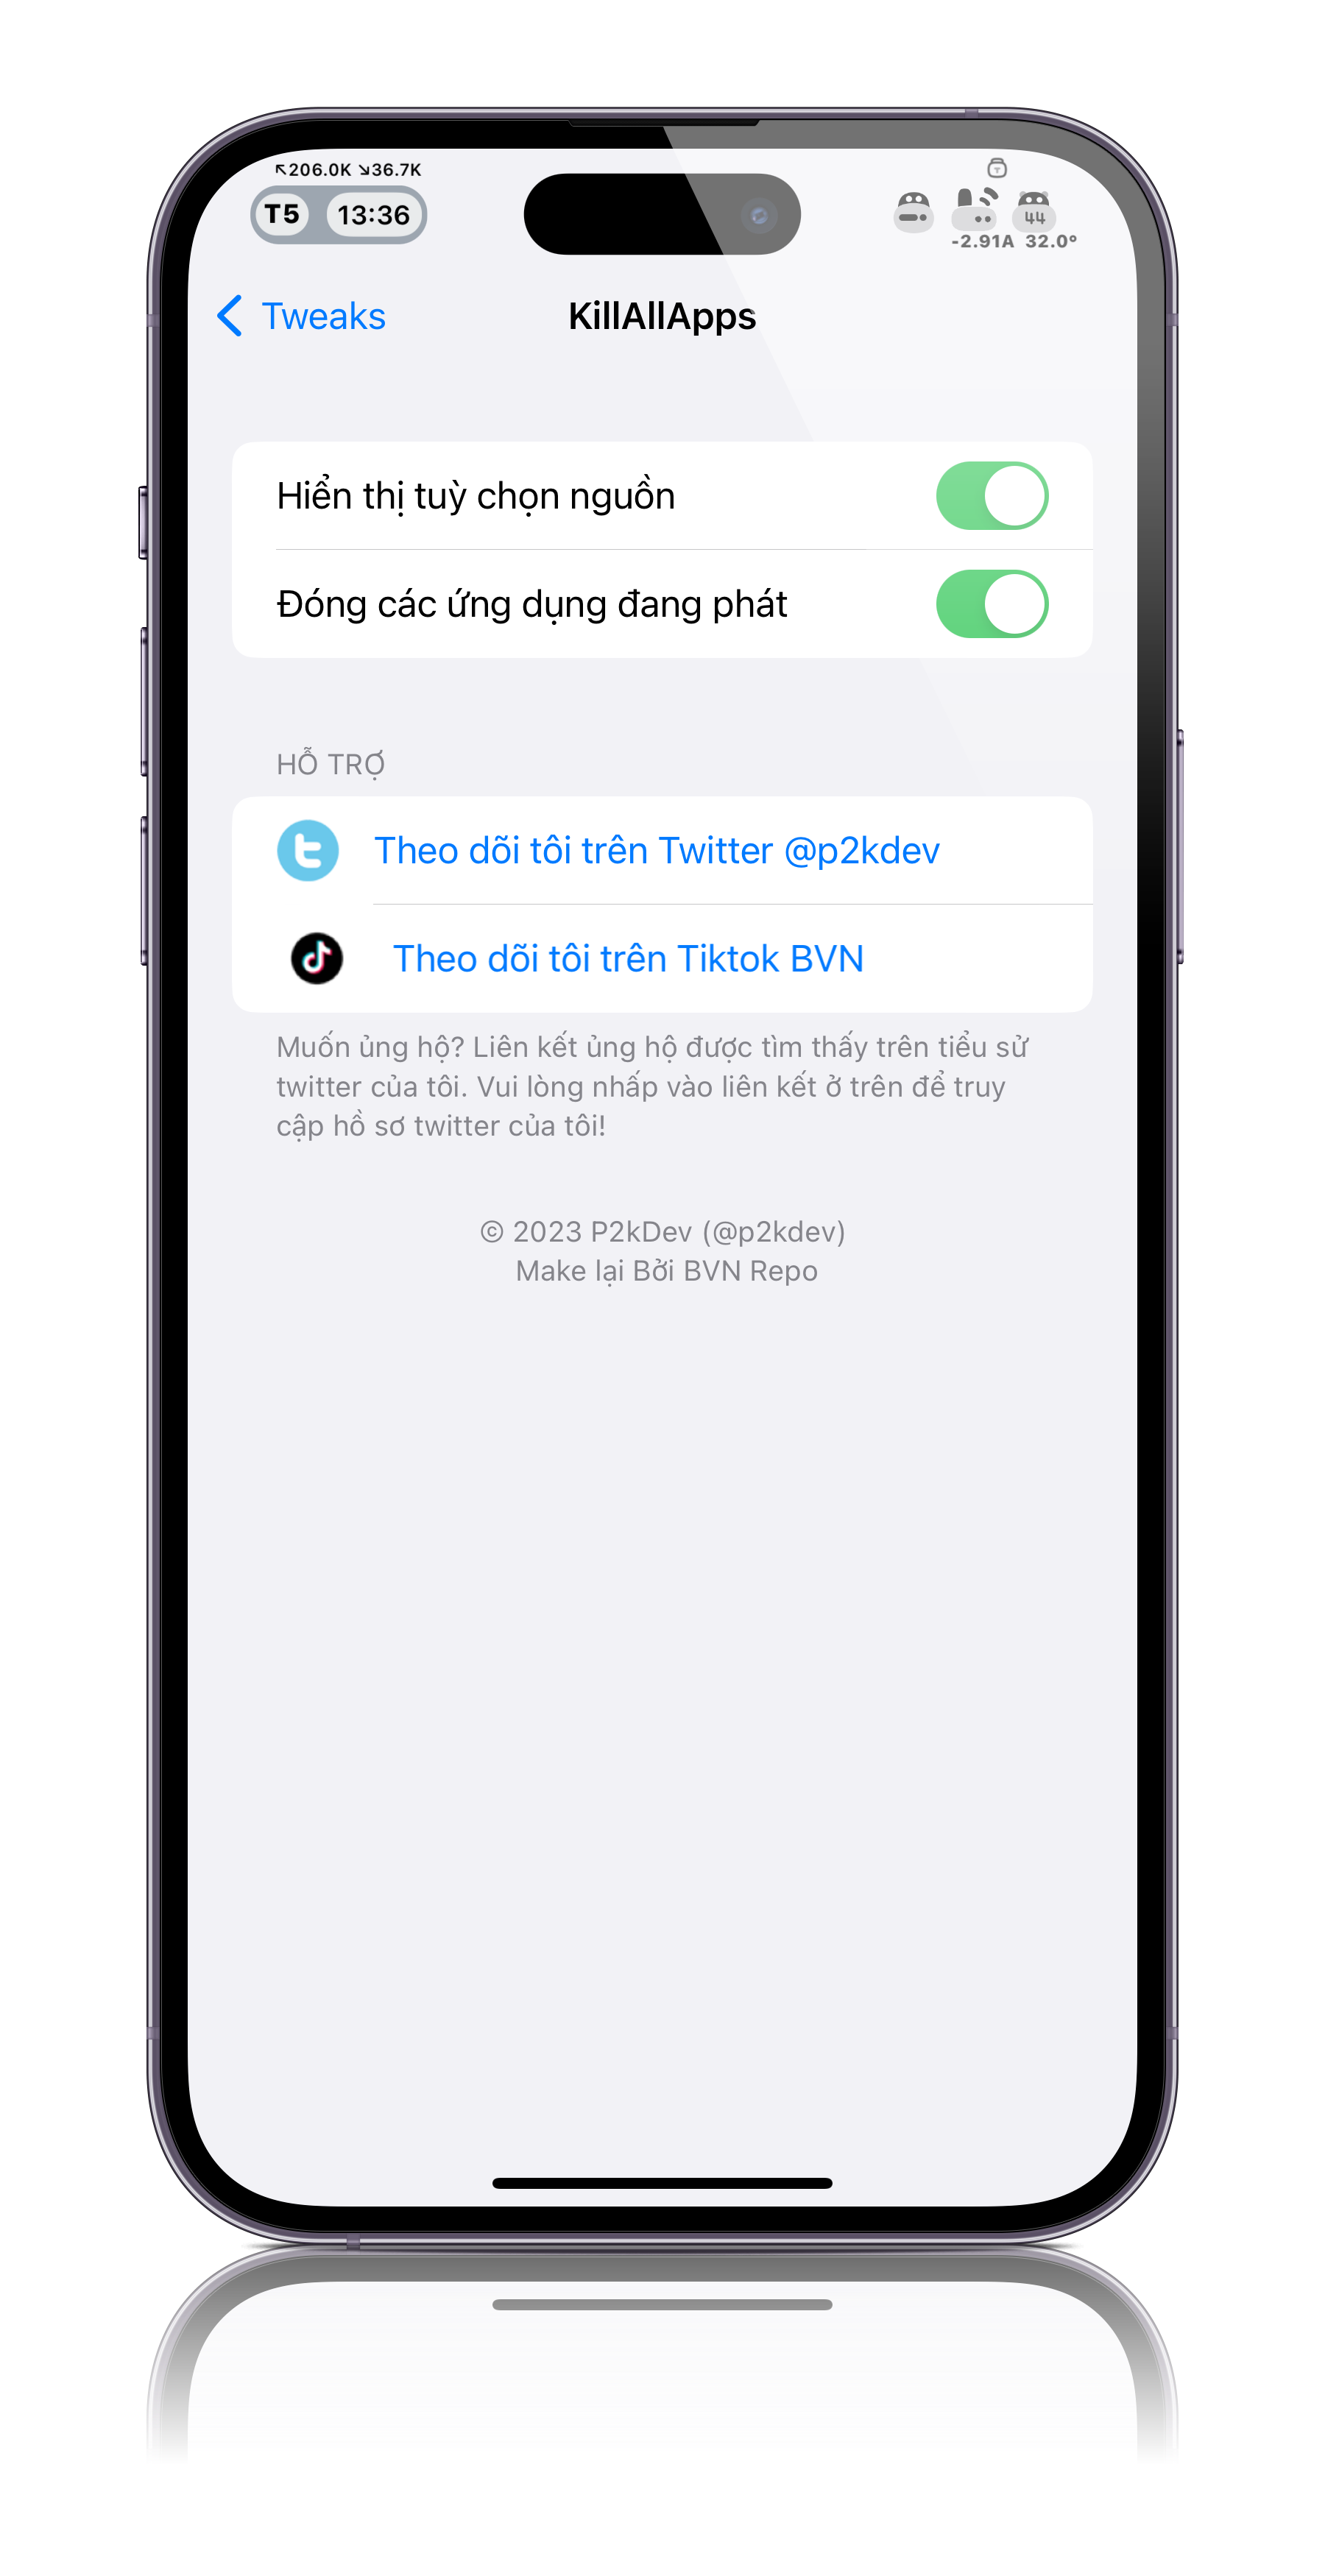 ↖206.0K ↘36.7K
T5 13:36
44
-2.91A 32.0°
Tweaks
KillAllApps
Hiển thị tuỳ chọn nguồn
Đóng các ứng dụng đang phát
HỖ TRỢ
Theo dõi tôi trên Twitter @p2kdev
Theo dõi tôi trên Tiktok BVN
Muốn ủng hộ? Liên kết ủng hộ được tìm thấy trên tiểu sử
twitter của tôi. Vui lòng nhấp vào liên kết ở trên để truy
cập hồ sơ twitter của tôi!
© 2023 P2kDev (@p2kdev)
Make lại Bởi BVN Repo